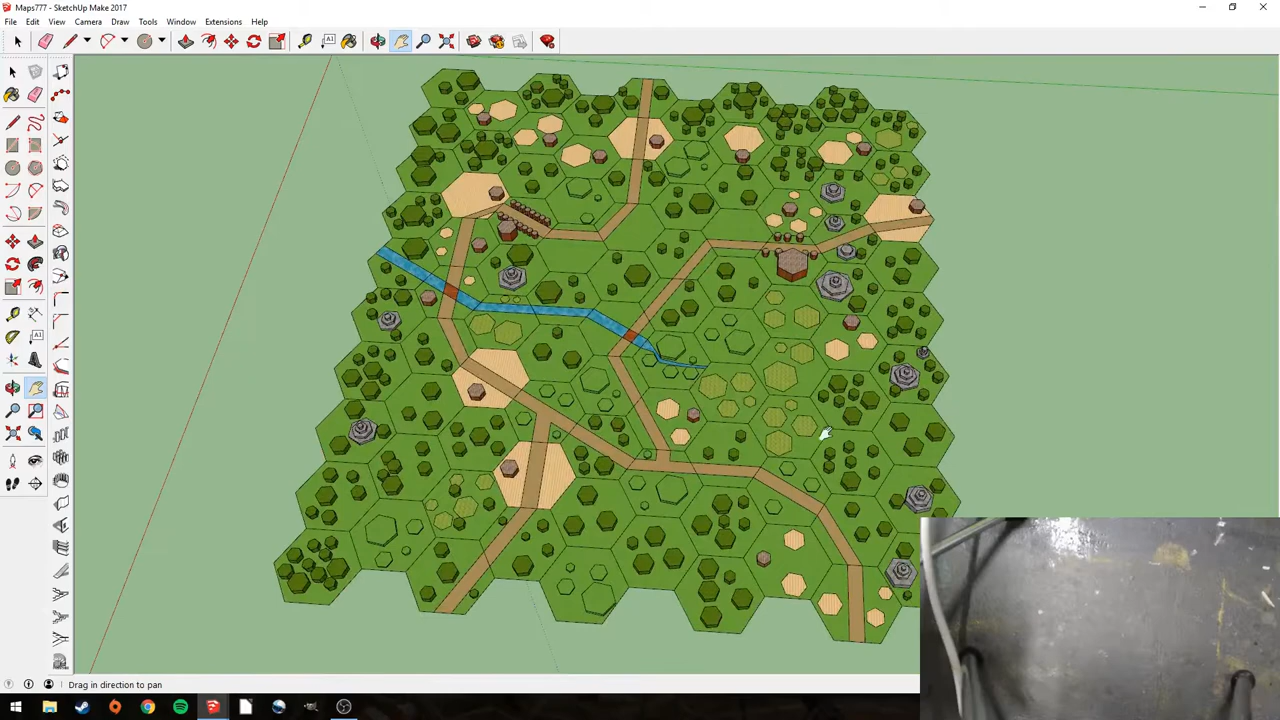 Maps777 - SketchUp Make 2017
File Edit View Camera Draw Tools Window Extensions Help
Drag in direction to pan